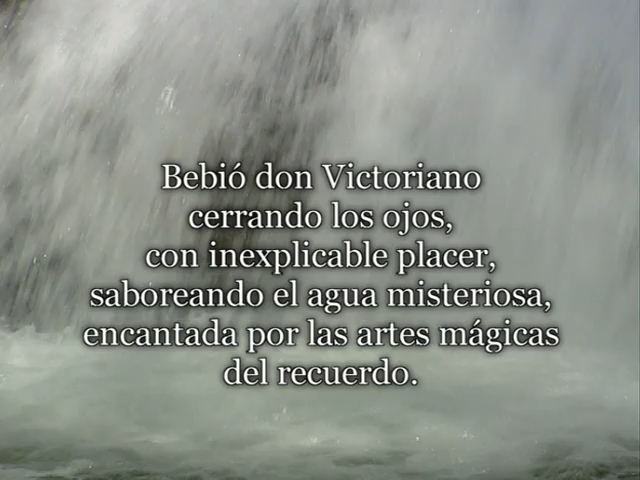 Bebió don Victoriano
cerrando los ojos,
con inexplicable placer,
saboreando el agua misteriosa,
encantada por las artes mágicas
del recuerdo.